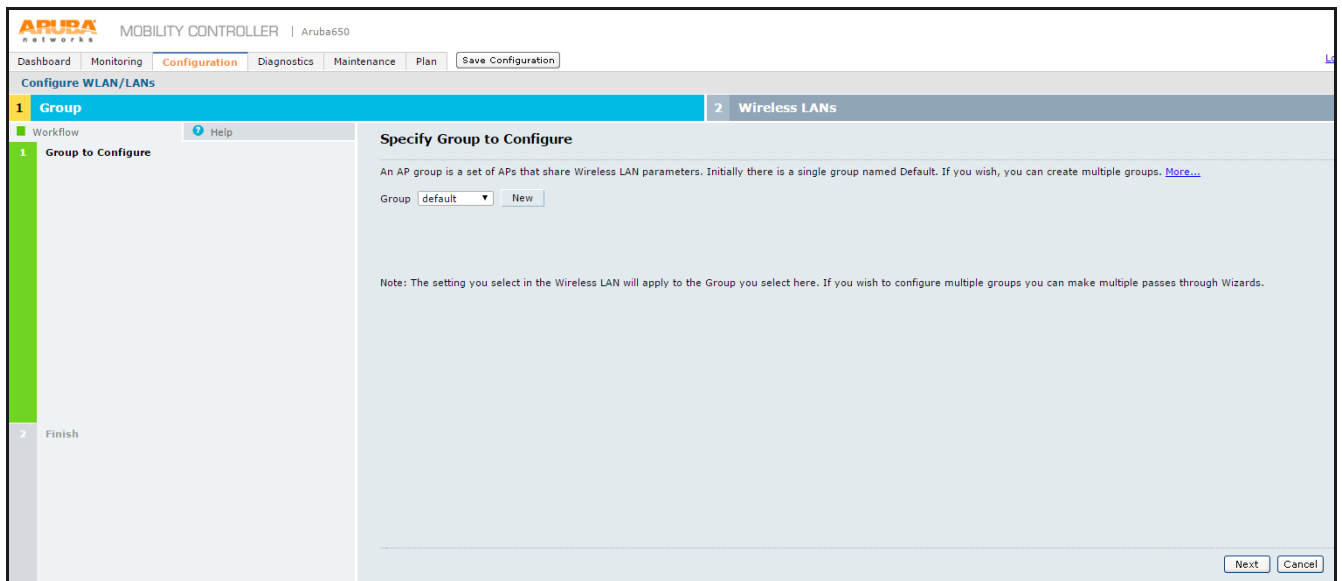 ARUBA
networks
MOBILITY CONTROLLER | Aruba650
Dashboard Monitoring Configuration Diagnostics Maintenance Plan Save Configuration
Configure WLAN/LANs
1 Group
2 Wireless LANs
Workflow
? Help
1 Group to Configure
2 Finish
Specify Group to Configure
An AP group is a set of APs that share Wireless LAN parameters. Initially there is a single group named Default. If you wish, you can create multiple groups. More...
Group default New
Note: The setting you select in the Wireless LAN will apply to the Group you select here. If you wish to configure multiple groups you can make multiple passes through Wizards.
Next Cancel